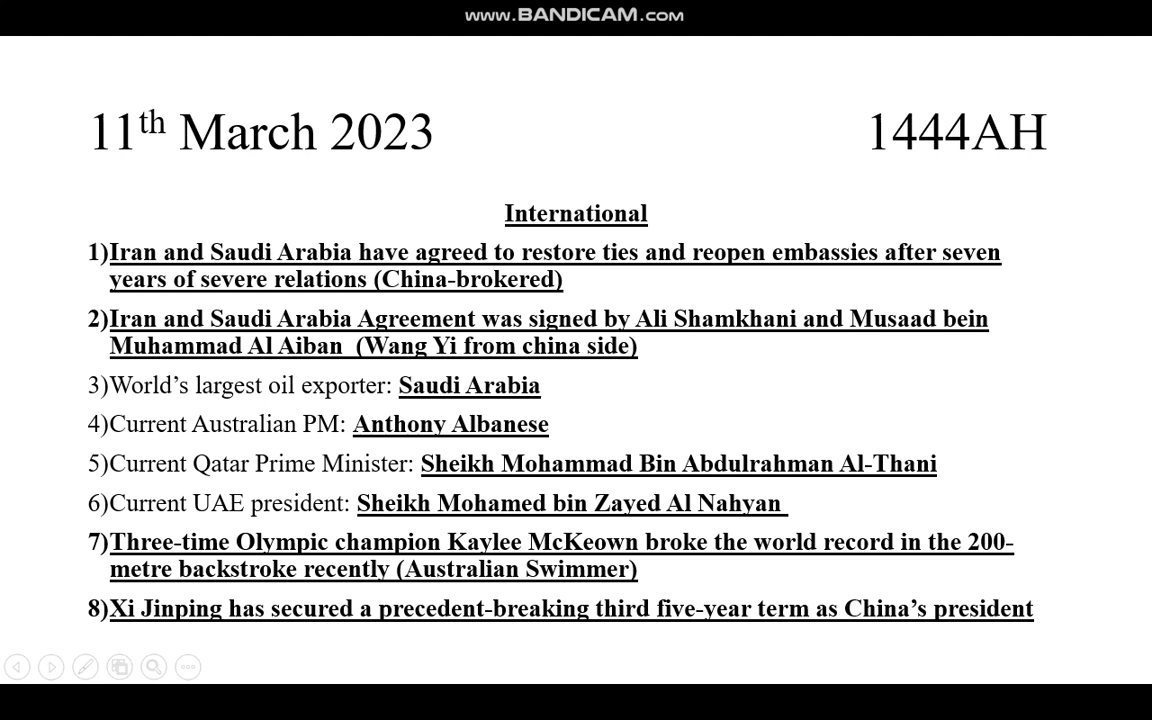 www.BANDICAM.com
11th March 2023 1444AH
International
1)Iran and Saudi Arabia have agreed to restore ties and reopen embassies after seven
years of severe relations (China-brokered)
2)Iran and Saudi Arabia Agreement was signed by Ali Shamkhani and Musaad bein
Muhammad Al Aiban (Wang Yi from china side)
3)World’s largest oil exporter: Saudi Arabia
4)Current Australian PM: Anthony Albanese
5)Current Qatar Prime Minister: Sheikh Mohammad Bin Abdulrahman Al-Thani
6)Current UAE president: Sheikh Mohamed bin Zayed Al Nahyan
7)Three-time Olympic champion Kaylee McKeown broke the world record in the 200-
metre backstroke recently (Australian Swimmer)
8)Xi Jinping has secured a precedent-breaking third five-year term as China’s president